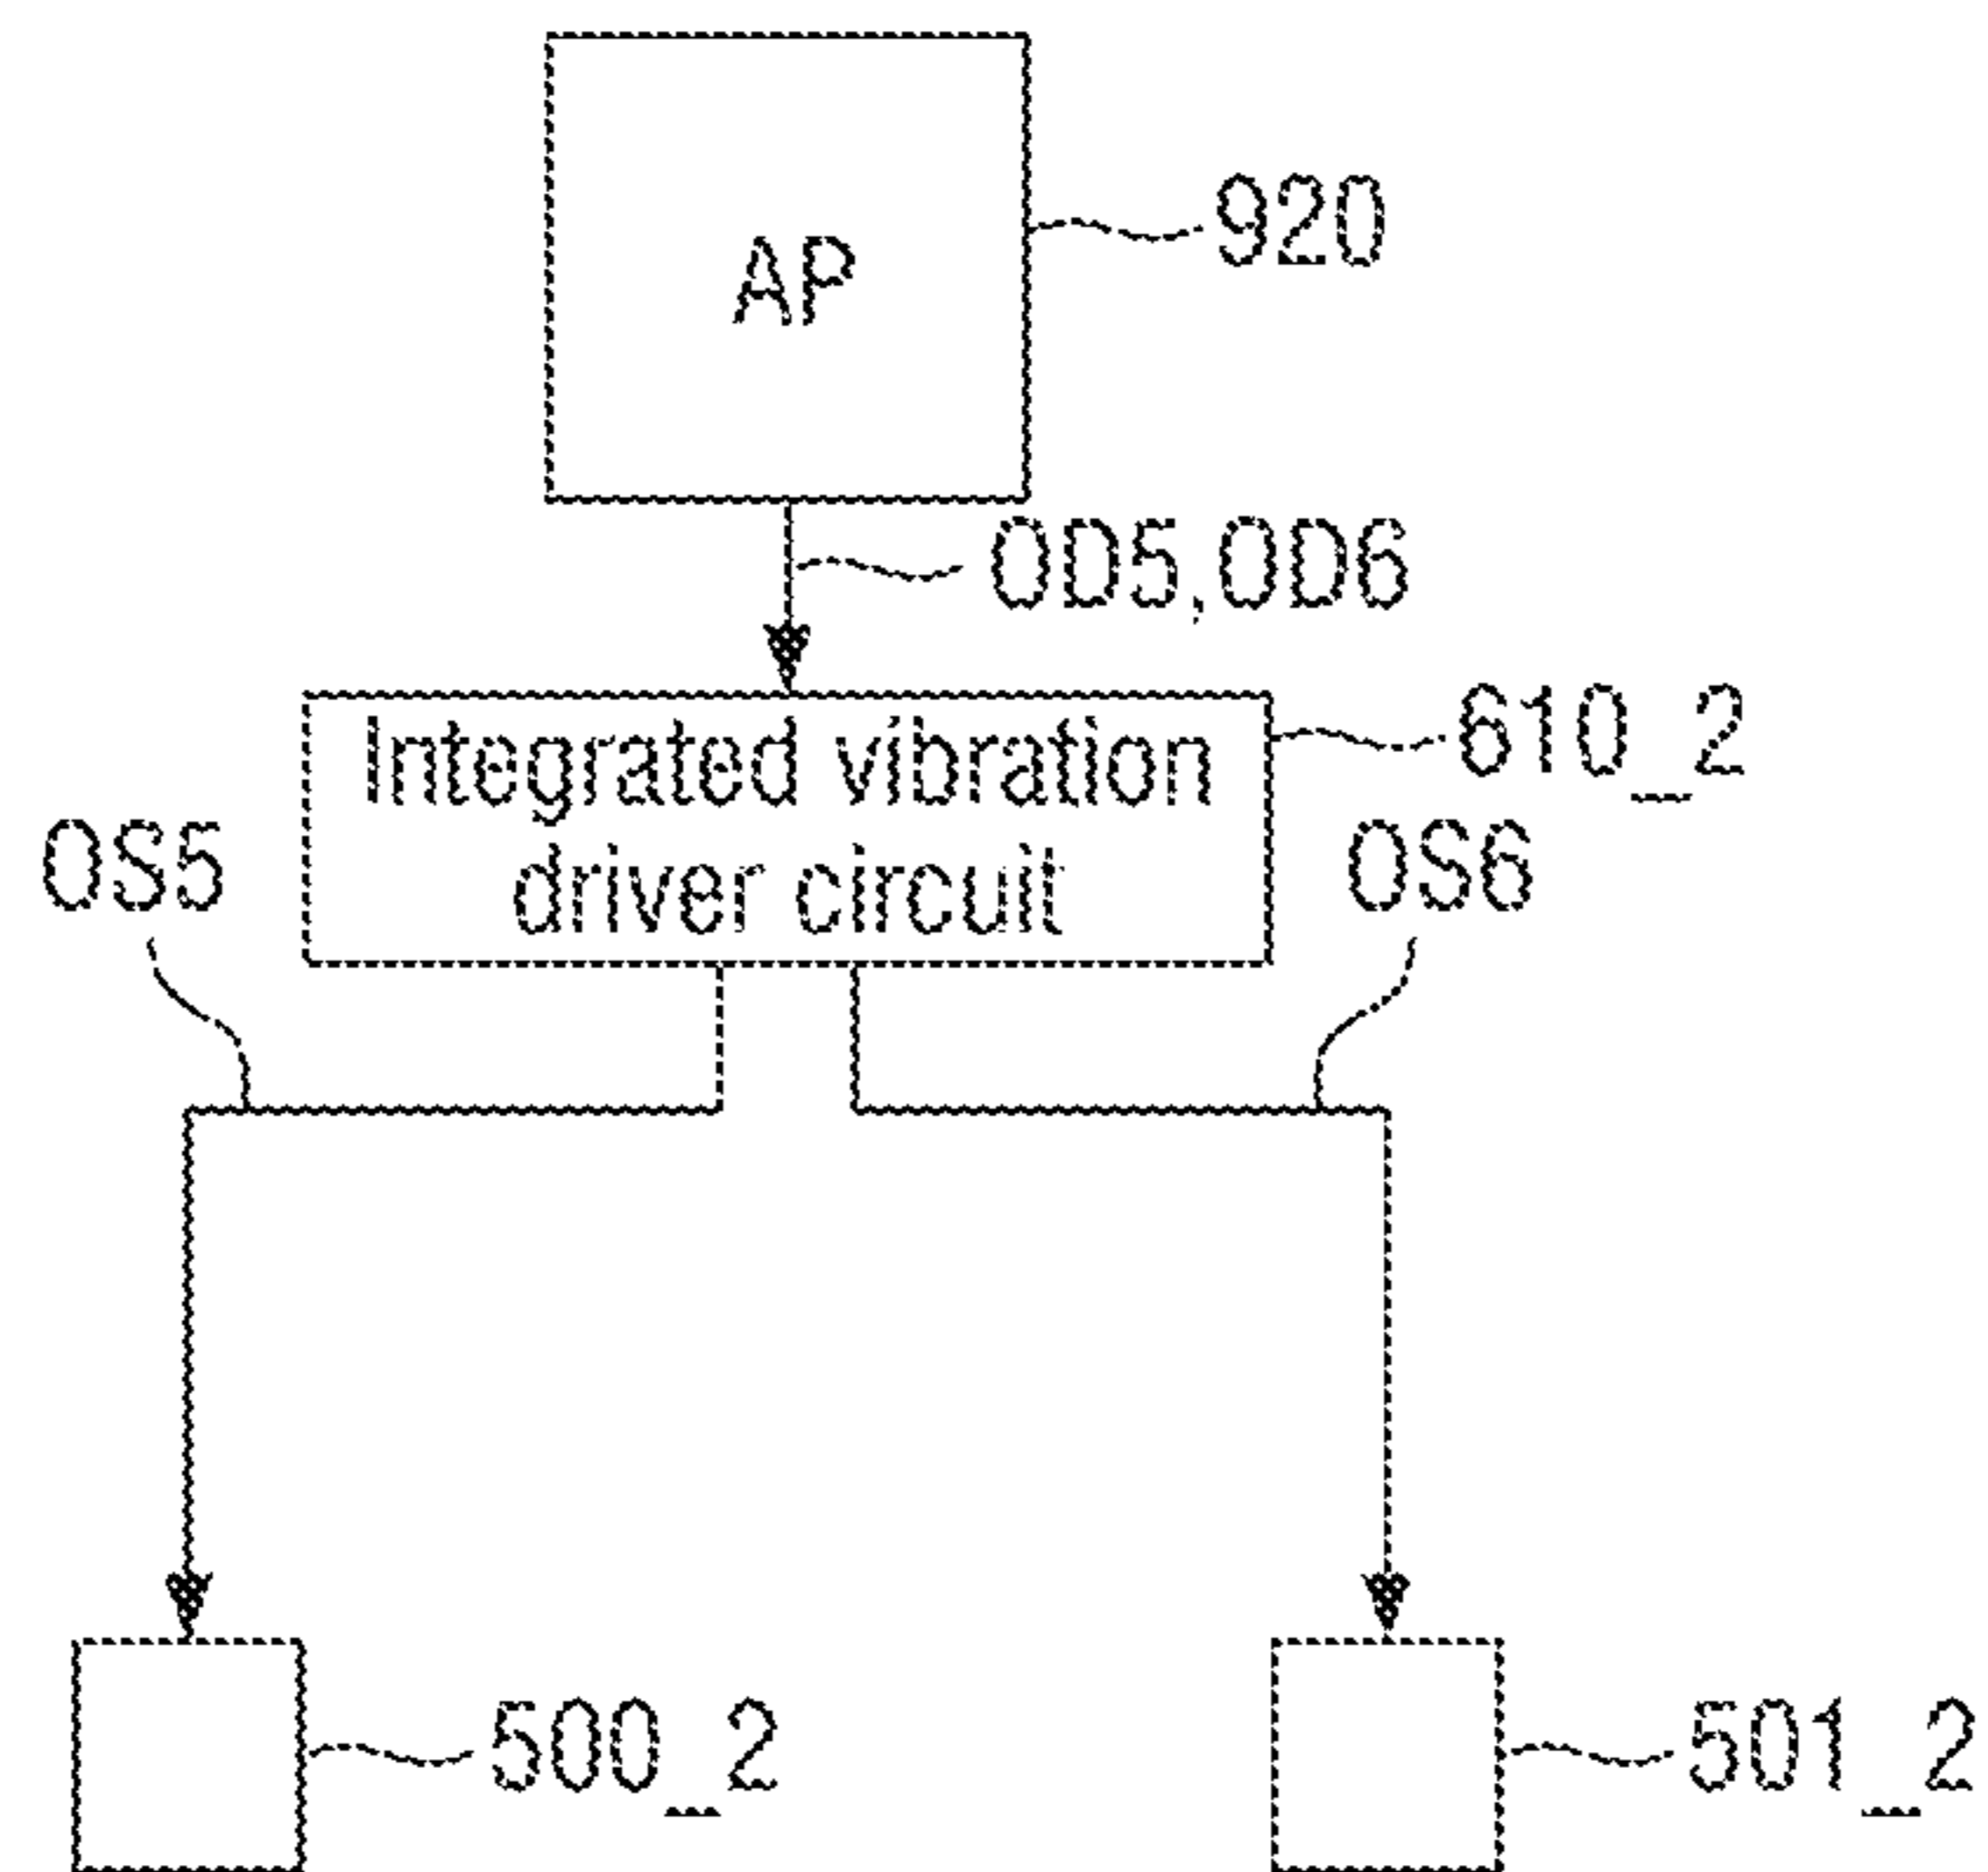 AP
920
OD5,OD6
Integrated vibration
driver circuit
610_2
OS5
OS6
500_2
501_2